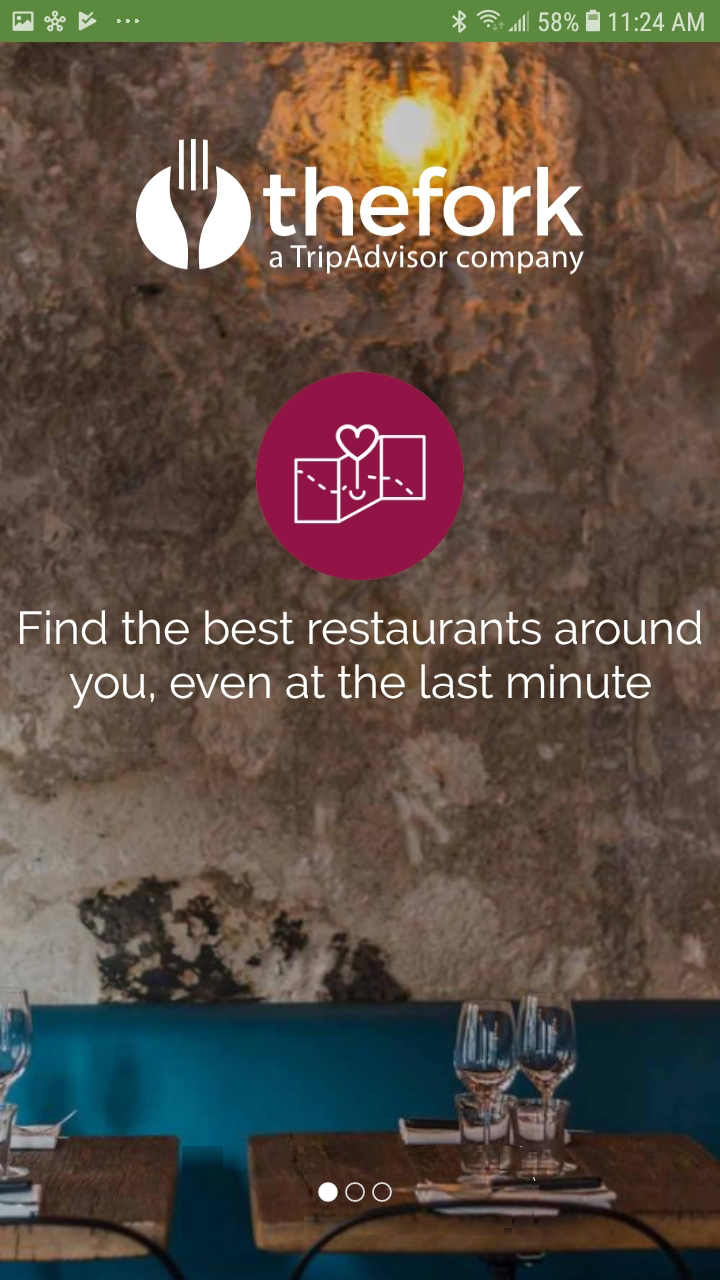 58% 11:24 AM
thefork
a TripAdvisor company
Find the best restaurants around
you, even at the last minute